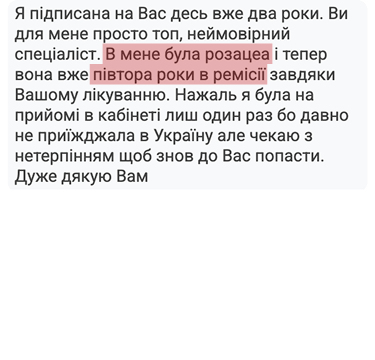 Я підписана на Вас десь вже два роки. Ви
для мене просто топ, неймовірний
спеціаліст. В мене була розацеа і тепер
вона вже півтора роки в ремісії завдяки
Вашому лікуванню. Нажаль я була на
прийомі в кабінеті лиш один раз бо давно
не приїжджала в Україну але чекаю з
нетерпінням щоб знов до Вас попасти.
Дуже дякую Вам